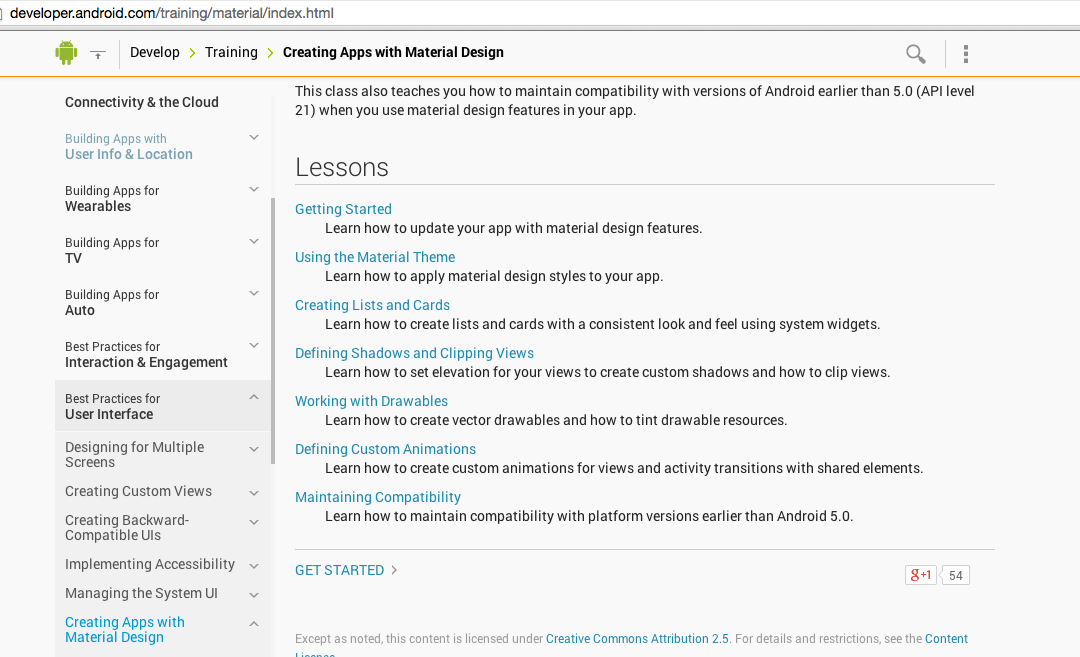 developer.android.com/training/material/index.html
Develop > Training > Creating Apps with Material Design
Connectivity & the Cloud
Building Apps with
User Info & Location
Building Apps for
Wearables
Building Apps for
TV
Building Apps for
Auto
Best Practices for
Interaction & Engagement
Best Practices for
User Interface
Designing for Multiple
Screens
Creating Custom Views
Creating Backward-
Compatible UIs
Implementing Accessibility
Managing the System UI
Creating Apps with
Material Design
This class also teaches you how to maintain compatibility with versions of Android earlier than 5.0 (API level
21) when you use material design features in your app.
Lessons
Getting Started
Learn how to update your app with material design features.
Using the Material Theme
Learn how to apply material design styles to your app.
Creating Lists and Cards
Learn how to create lists and cards with a consistent look and feel using system widgets.
Defining Shadows and Clipping Views
Learn how to set elevation for your views to create custom shadows and how to clip views.
Working with Drawables
Learn how to create vector drawables and how to tint drawable resources.
Defining Custom Animations
Learn how to create custom animations for views and activity transitions with shared elements.
Maintaining Compatibility
Learn how to maintain compatibility with platform versions earlier than Android 5.0.
GET STARTED >
g+1 54
Except as noted, this content is licensed under Creative Commons Attribution 2.5. For details and restrictions, see the Content
License.